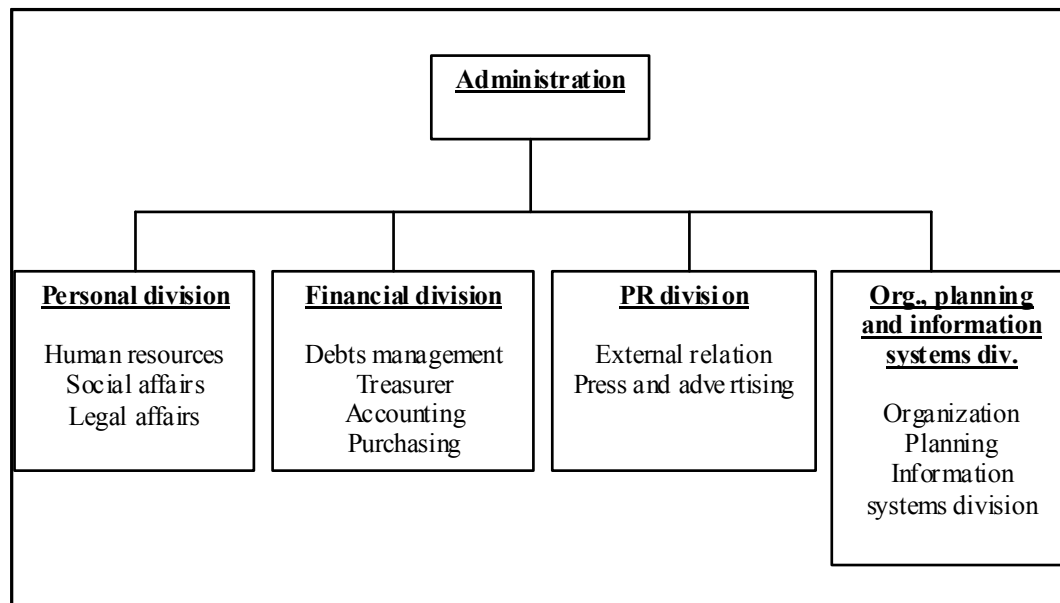 Administration
Personal division
Human resources
Social affairs
Legal affairs
Financial division
Debts management
Treasurer
Accounting
Purchasing
PR division
External relation
Press and advertising
Org., planning
and information
systems div.
Organization
Planning
Information
systems division